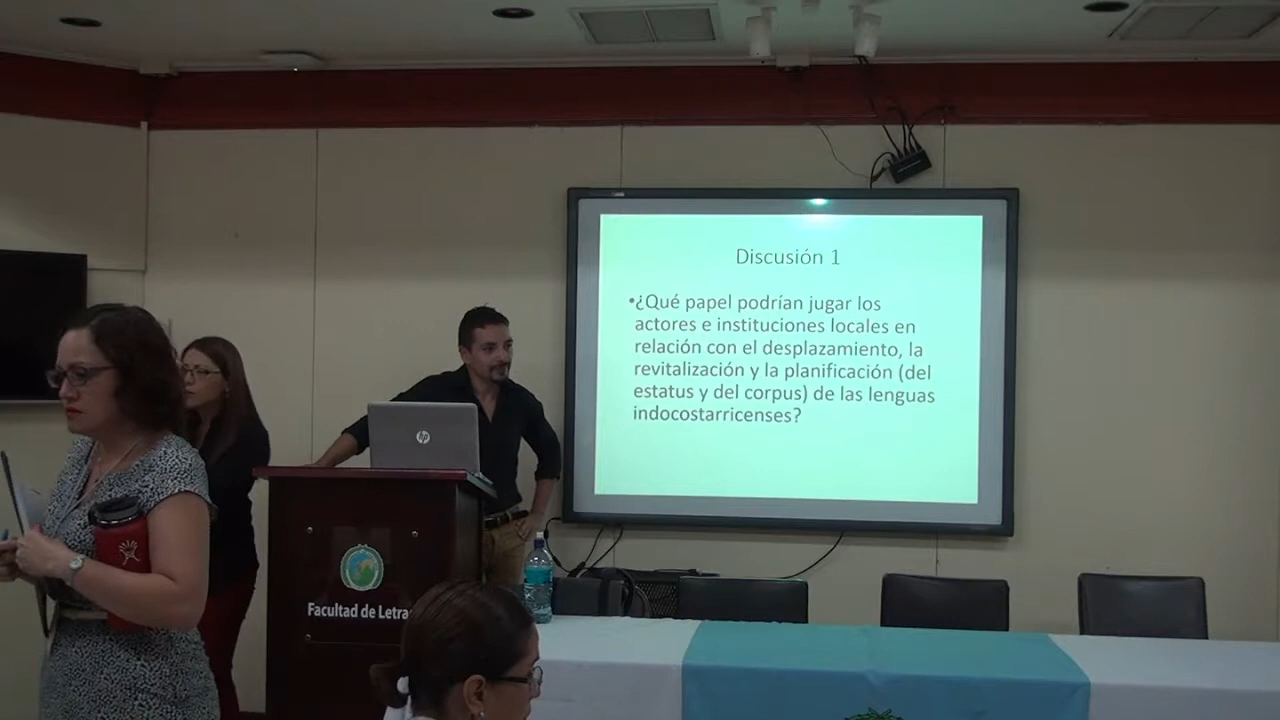 Discusión 1
•¿Qué papel podrían jugar los
actores e instituciones locales en
relación con el desplazamiento, la
revitalización y la planificación (del
estatus y del corpus) de las lenguas
indocostarricenses?
hp
Facultad de Letra